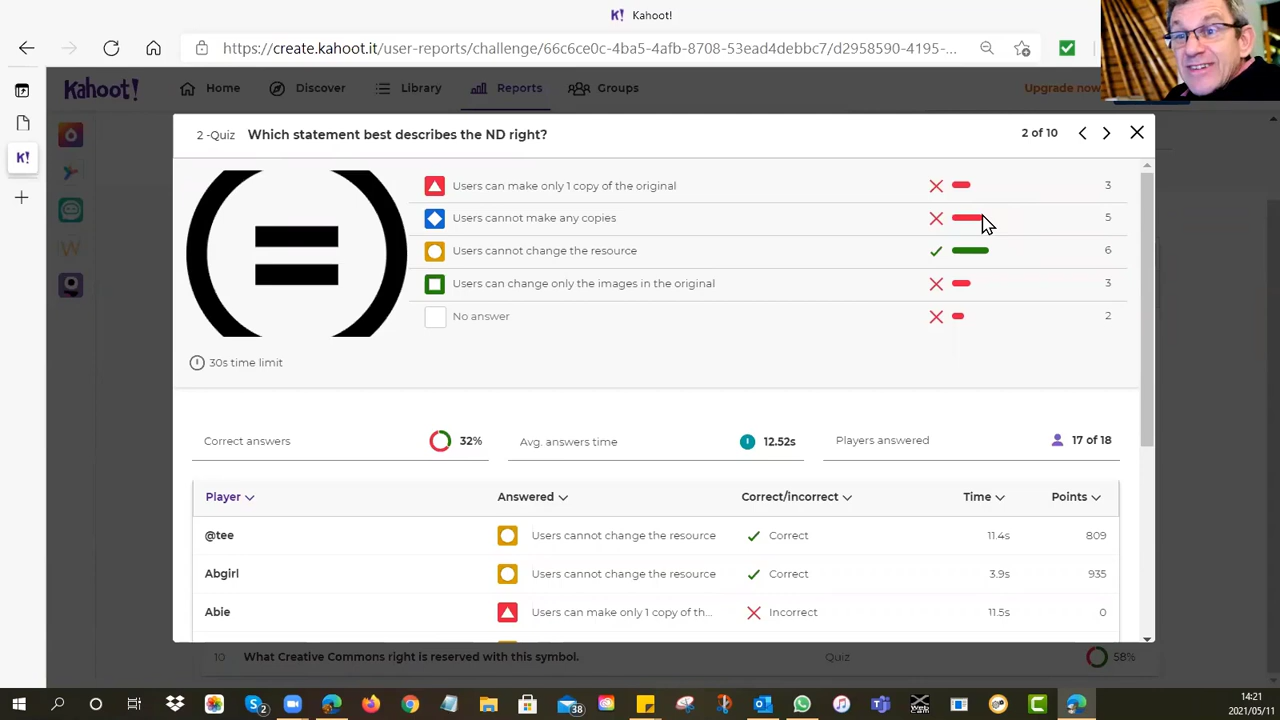 K! Kahoot!
https://create.kahoot.it/user-reports/challenge/66c6ce0c-4ba5-4afb-8708-53ead4debbc7/d2958590-4195-...
Kahoot! Home Discover Library Reports Groups Upgrade now
K!
2 -Quiz Which statement best describes the ND right? 2 of 10
Users can make only 1 copy of the original 3
Users cannot make any copies 5
Users cannot change the resource 6
Users can change only the images in the original 3
No answer 2
30s time limit
Correct answers 32% Avg. answers time 12.52s Players answered 17 of 18
Player Answered Correct/incorrect Time Points
@tee Users cannot change the resource Correct 11.4s 809
Abgirl Users cannot change the resource Correct 3.9s 935
Abie Users can make only 1 copy of th... Incorrect 11.5s 0
10 What Creative Commons right is reserved with this symbol. Quiz 58%
2 38
14:21
2021/05/11